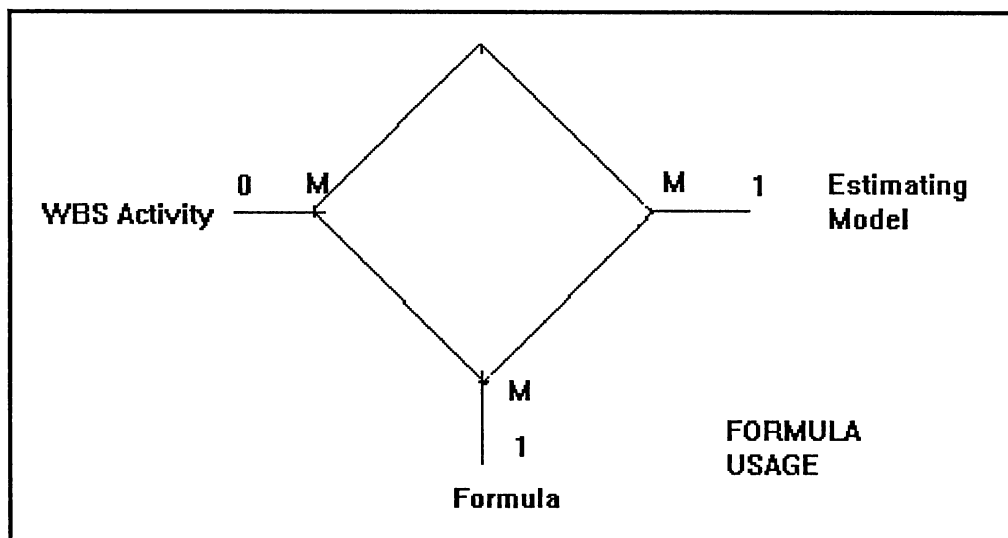 0 M
WBS Activity
M 1
Estimating
Model
M
1
Formula
FORMULA
USAGE